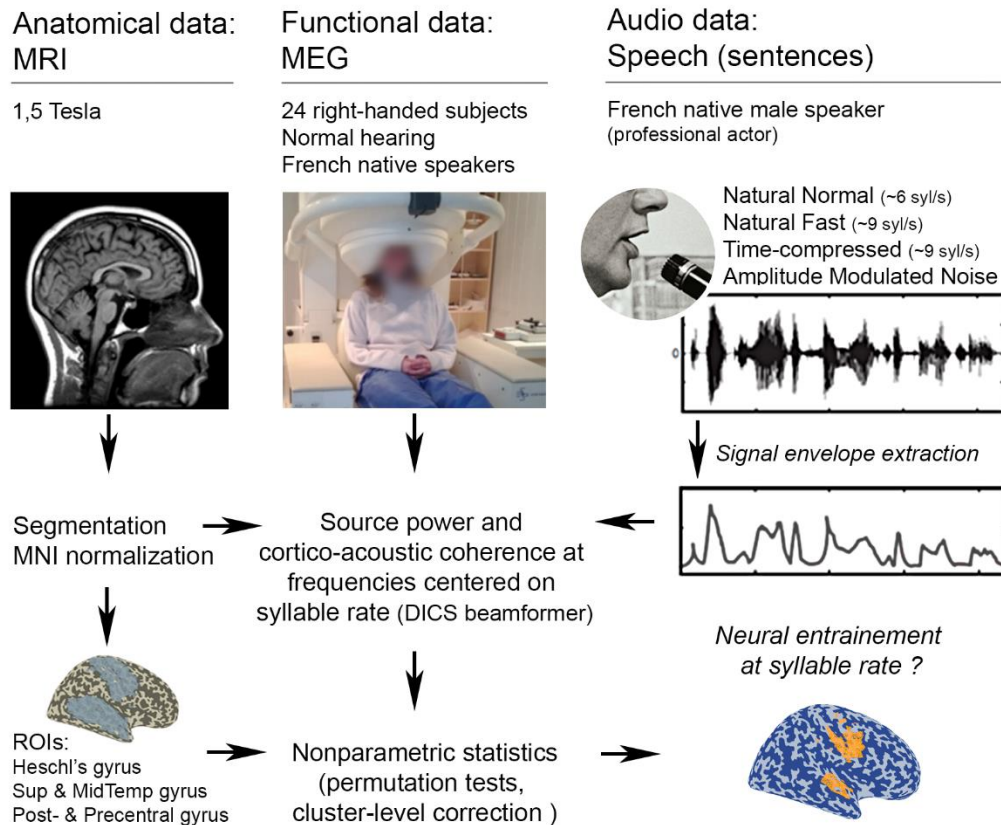 Anatomical data:
MRI
1,5 Tesla
Functional data:
MEG
24 right-handed subjects
Normal hearing
French native speakers
Audio data:
Speech (sentences)
French native male speaker
(professional actor)
Natural Normal (~6 syl/s)
Natural Fast (~9 syl/s)
Time-compressed (~9 syl/s)
Amplitude Modulated Noise
0
Signal envelope extraction
Segmentation
MNI normalization
Source power and
cortico-acoustic coherence at
frequencies centered on
syllable rate (DICS beamformer)
Neural entrainement
at syllable rate ?
ROIs:
Heschl's gyrus
Sup & MidTemp gyrus
Post- & Precentral gyrus
Nonparametric statistics
(permutation tests,
cluster-level correction )